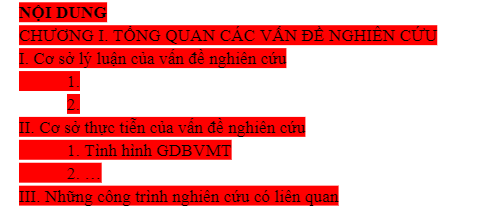 NỘI DUNG
CHƯƠNG I. TỔNG QUAN CÁC VẤN ĐỀ NGHIÊN CỨU
I. Cơ sở lý luân của vấn đề nghiên cứu
1.
2.
II. Cơ sở thực tiễn của vấn đề nghiên cứu
1. Tình hình GDBVMT
2. …
III. Những công trình nghiên cứu có liên quan